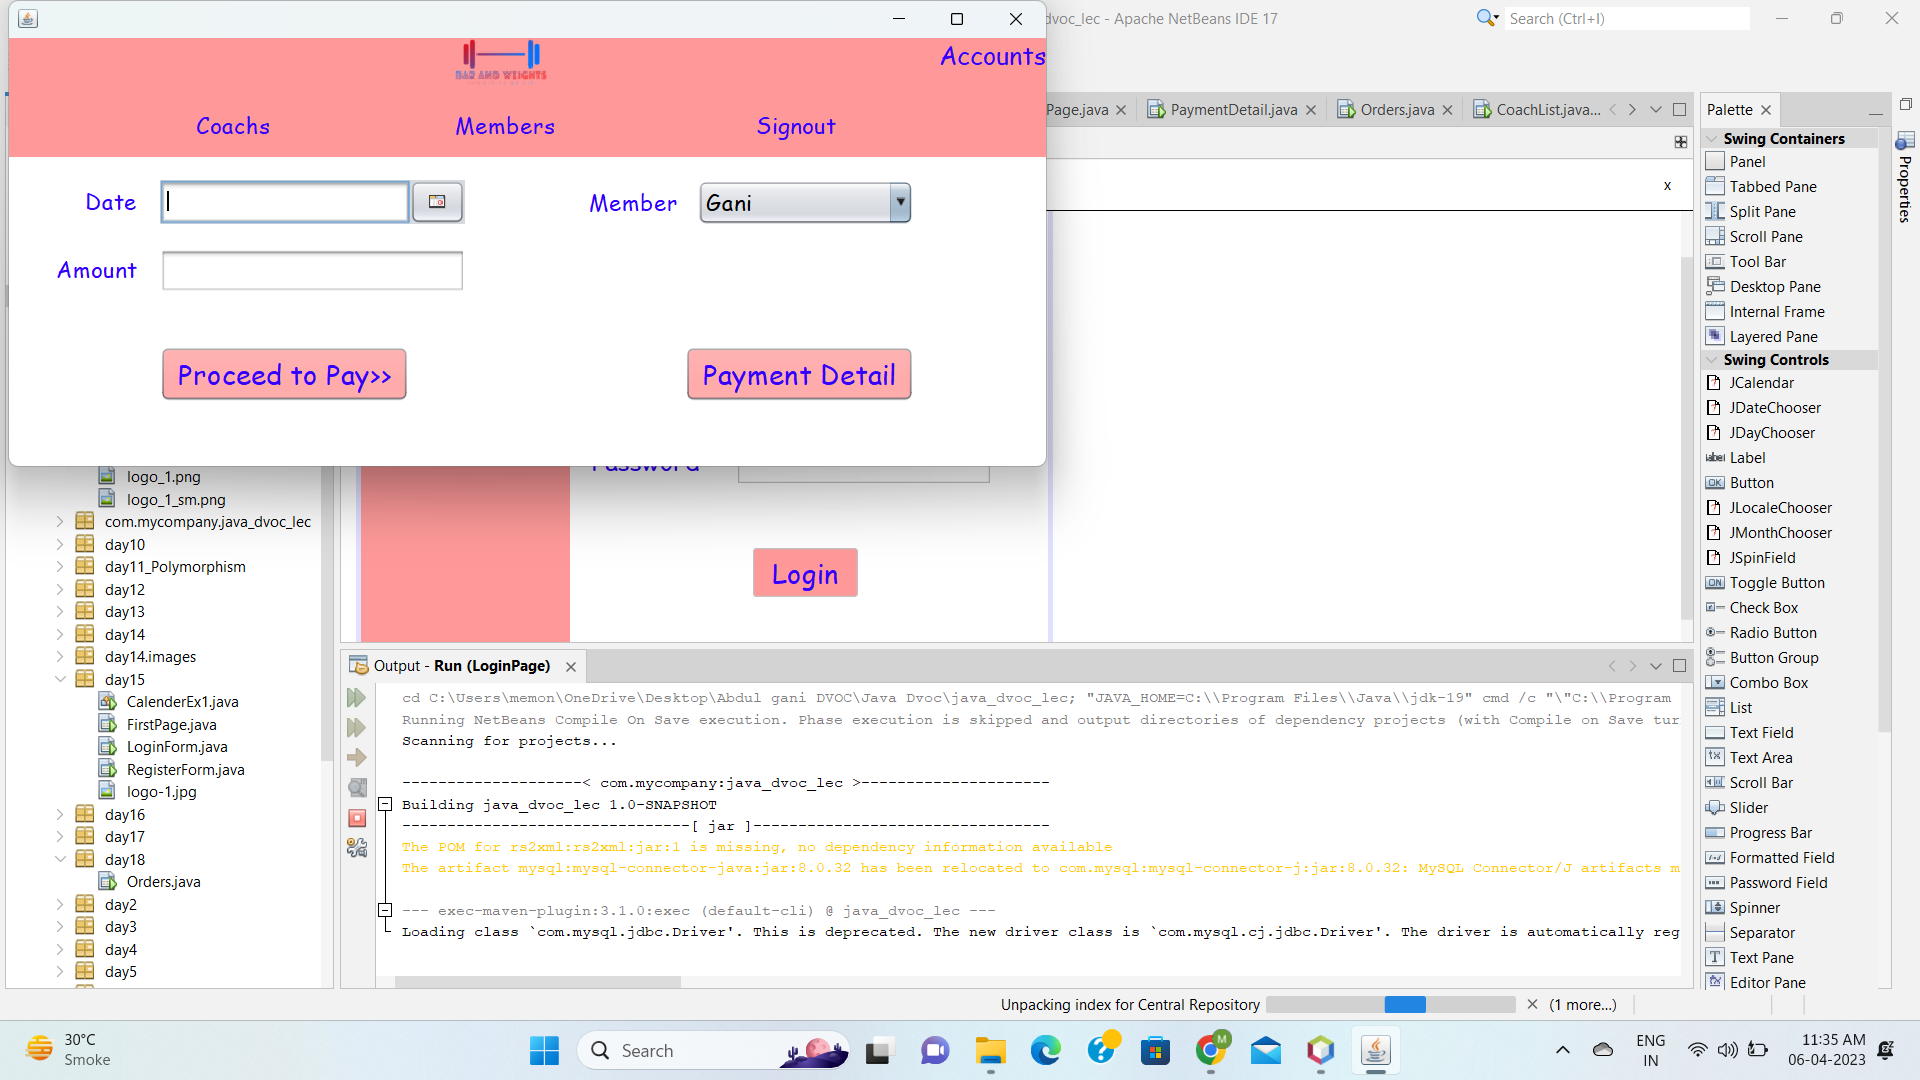 dvoc_lec - Apache NetBeans IDE 17
Search (Ctrl+I)
BAR AND WEIGHTS
Accounts
Coachs
Members
Signout
Date
Member
Gani
Amount
Proceed to Pay>>
Payment Detail
Page.java
PaymentDetail.java
Orders.java
CoachList.java...
x
Login
logo_1.png
logo_1_sm.png
com.mycompany.java_dvoc_lec
day10
day11_Polymorphism
day12
day13
day14
day14.images
day15
CalenderEx1.java
FirstPage.java
LoginForm.java
RegisterForm.java
logo-1.jpg
day16
day17
day18
Orders.java
day2
day3
day4
day5
Output - Run (LoginPage)
cd C:\Users\memon\OneDrive\Desktop\Abdul gani DVOC\Java Dvoc\java_dvoc_lec; "JAVA_HOME=C:\\Program Files\\Java\\jdk-19" cmd /c "\"C:\\Program
Running NetBeans Compile On Save execution. Phase execution is skipped and output directories of dependency projects (with Compile on Save tur
Scanning for projects...
--------------------< com.mycompany:java_dvoc_lec >---------------------
Building java_dvoc_lec 1.0-SNAPSHOT
--------------------------------[ jar ]---------------------------------
The POM for rs2xml:rs2xml:jar:1 is missing, no dependency information available
The artifact mysql:mysql-connector-java:jar:8.0.32 has been relocated to com.mysql:mysql-connector-j:jar:8.0.32: MySQL Connector/J artifacts m
--- exec-maven-plugin:3.1.0:exec (default-cli) @ java_dvoc_lec ---
Loading class `com.mysql.jdbc.Driver'. This is deprecated. The new driver class is `com.mysql.cj.jdbc.Driver'. The driver is automatically reg
Palette
Swing Containers
Panel
Tabbed Pane
Split Pane
Scroll Pane
Tool Bar
Desktop Pane
Internal Frame
Layered Pane
Swing Controls
JCalendar
JDateChooser
JDayChooser
Label
Button
JLocaleChooser
JMonthChooser
JSpinField
Toggle Button
Check Box
Radio Button
Button Group
Combo Box
List
Text Field
Text Area
Scroll Bar
Slider
Progress Bar
Formatted Field
Password Field
Spinner
Separator
Text Pane
Editor Pane
Properties
Unpacking index for Central Repository
(1 more...)
30°C
Smoke
Search
ENG
IN
11:35 AM
06-04-2023